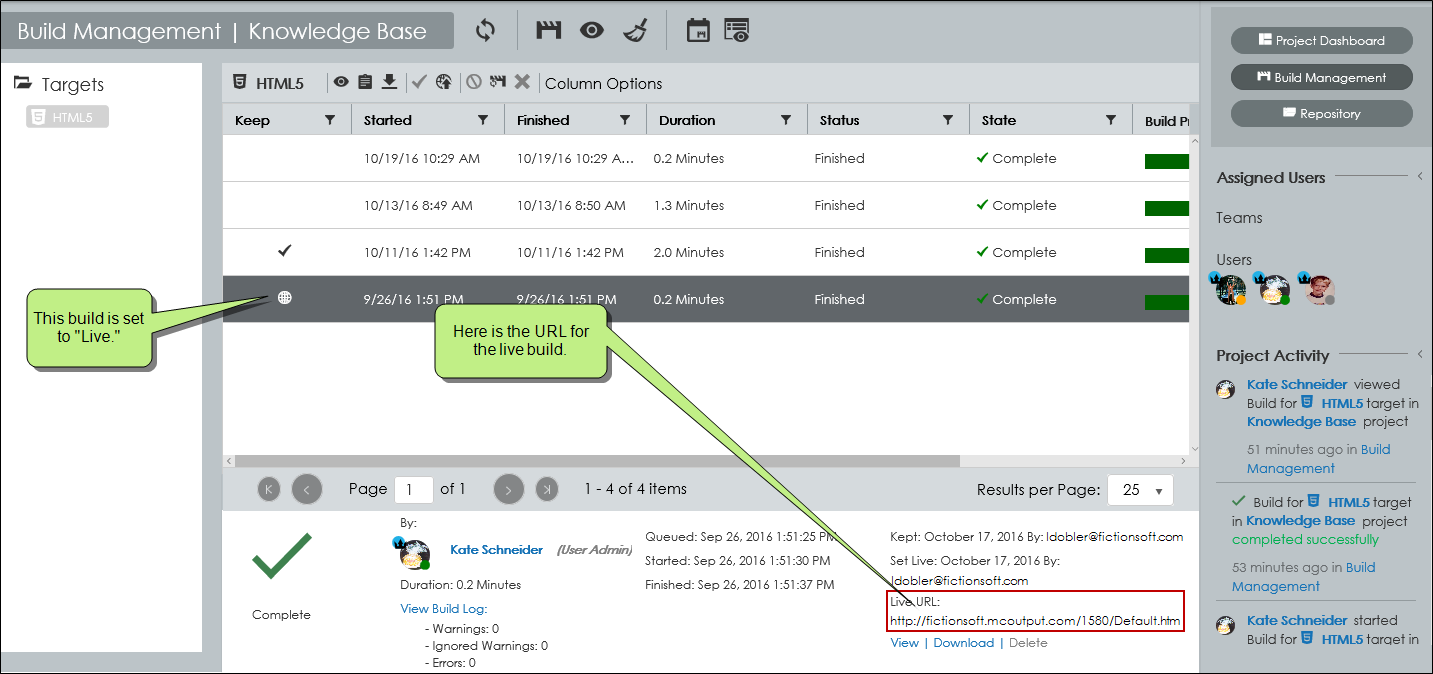 Build Management | Knowledge Base
Project Dashboard
Build Management
Repository
Targets
HTML5
HTML5
Column Options
Keep Started Finished Duration Status State
10/19/16 10:29 AM 10/19/16 10:29 A... 0.2 Minutes Finished Complete
10/13/16 8:49 AM 10/13/16 8:50 AM 1.3 Minutes Finished Complete
10/11/16 1:42 PM 10/11/16 1:42 PM 2.0 Minutes Finished Complete
9/26/16 1:51 PM 9/26/16 1:51 PM 0.2 Minutes Finished Complete
This build is set
to "Live."
Here is the URL for
the live build.
Page 1 of 1 1 - 4 of 4 items Results per Page: 25
Complete
By:
Kate Schneider (User Admin)
Duration: 0.2 Minutes
View Build Log:
- Warnings: 0
- Ignored Warnings: 0
- Errors: 0
Queued: Sep 26, 2016 1:51:25 PM
Started: Sep 26, 2016 1:51:30 PM
Finished: Sep 26, 2016 1:51:37 PM
Kept: October 17, 2016 By: ldobler@fictionsoft.com
Set Live: October 17, 2016 By:
ldobler@fictionsoft.com
Live URL:
http://fictionsoft.mcoutput.com/1580/Default.htm
View | Download | Delete
Assigned Users
Teams
Users
Project Activity
Kate Schneider viewed
Build for HTML5 target in
Knowledge Base project
51 minutes ago in Build
Management
Build for HTML5 target
in Knowledge Base project
completed successfully
53 minutes ago in Build
Management
Kate Schneider started
Build for HTML5 target in